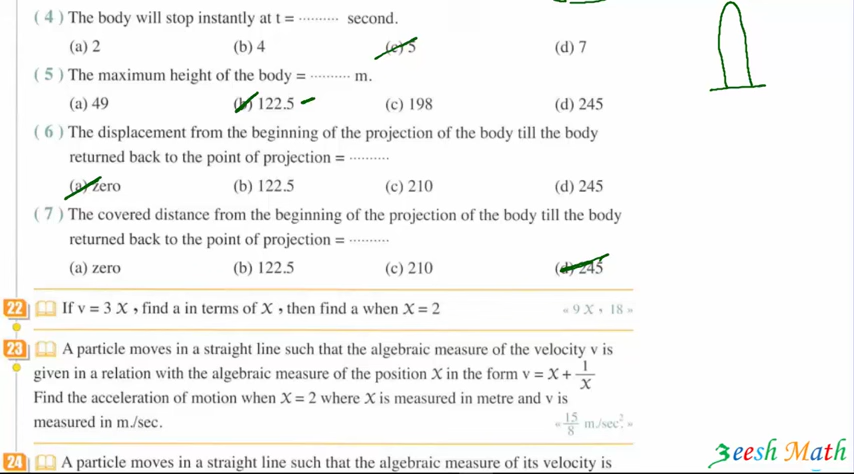 ( 4 ) The body will stop instantly at t = ·········· second.
(a) 2 (b) 4 (c) 5 (d) 7
( 5 ) The maximum height of the body = ·········· m.
(a) 49 (b) 122.5 (c) 198 (d) 245
( 6 ) The displacement from the beginning of the projection of the body till the body
returned back to the point of projection = ··········
(a) zero (b) 122.5 (c) 210 (d) 245
( 7 ) The covered distance from the beginning of the projection of the body till the body
returned back to the point of projection = ··········
(a) zero (b) 122.5 (c) 210 (d) 245
22 If v = 3 X , find a in terms of X , then find a when X = 2 « 9 X , 18 »
23 A particle moves in a straight line such that the algebraic measure of the velocity v is
given in a relation with the algebraic measure of the position X in the form v = X + 1/X
Find the acceleration of motion when X = 2 where X is measured in metre and v is
measured in m./sec. « 15/8 m./sec². »
24 A particle moves in a straight line such that the algebraic measure of its velocity is
3eesh Math